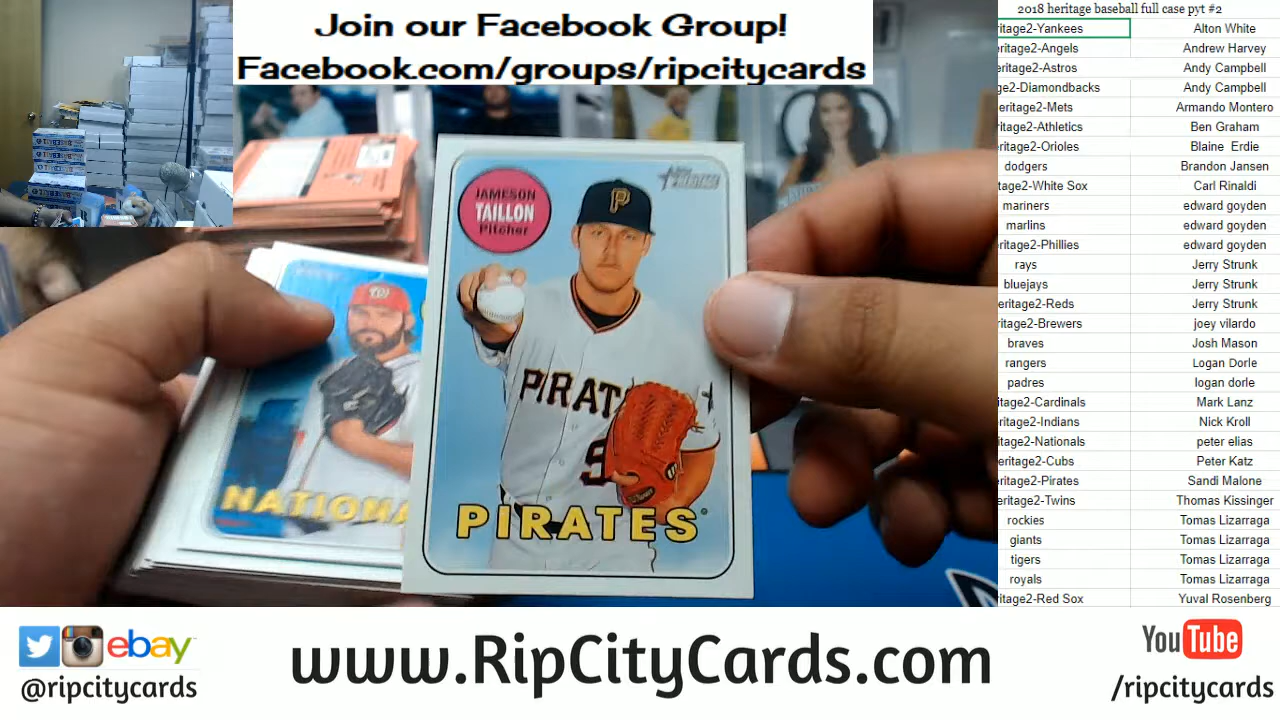 Join our Facebook Group!
Facebook.com/groups/ripcitycards
2018 heritage baseball full case pyt #2
itage2-Yankees Alton White
eritage2-Angels Andrew Harvey
eritage2-Astros Andy Campbell
ge2-Diamondbacks Andy Campbell
eritage2-Mets Armando Montero
eritage2-Athletics Ben Graham
eritage2-Orioles Blaine Erdie
dodgers Brandon Jansen
tage2-White Sox Carl Rinaldi
mariners edward goyden
marlins edward goyden
eritage2-Phillies edward goyden
rays Jerry Strunk
bluejays Jerry Strunk
eritage2-Reds Jerry Strunk
eritage2-Brewers joey vilardo
braves Josh Mason
rangers Logan Dorle
padres logan dorle
itage2-Cardinals Mark Lanz
eritage2-Indians Nick Kroll
itage2-Nationals peter elias
eritage2-Cubs Peter Katz
eritage2-Pirates Sandi Malone
eritage2-Twins Thomas Kissinger
rockies Tomas Lizarraga
giants Tomas Lizarraga
tigers Tomas Lizarraga
royals Tomas Lizarraga
ritage2-Red Sox Yuval Rosenberg
JAMESON
TAILLON
Pitcher
Heritage
PIRAT
5
PIRATES
W
NATIONA
ebay
@ripcitycards
www.RipCityCards.com
YouTube
/ripcitycards